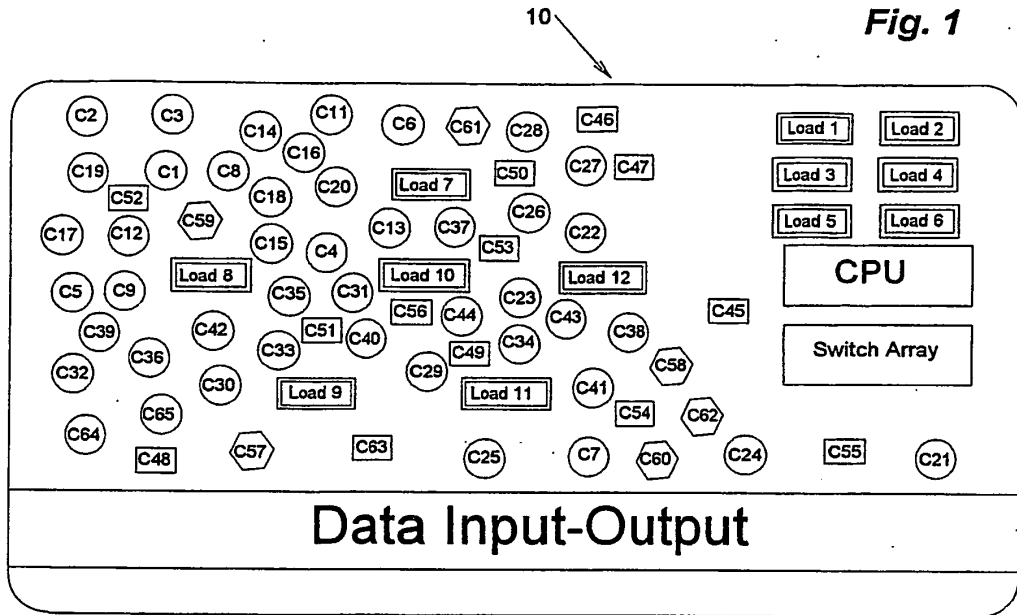 10
Fig. 1
C2 C3 C14 C11 C6 C61 C28 C46 Load 1 Load 2
C16
C19 C1 C8 C18 C20 Load 7 C50 C27 C47 Load 3 Load 4
C52
C17 C12 C59 C15 C4 C13 C37 C53 C26 C22 Load 5 Load 6
C5 C9 Load 8 C35 C31 Load 10 C23 Load 12 CPU
C39 C42 C33 C51 C40 C56 C44 C43 C38 C45
C32 C36 C30 C29 C49 C34 C58 Switch Array
C65 Load 9 Load 11 C41 C54 C62
C64 C48 C57 C63 C25 C7 C60 C24 C55 C21
Data Input-Output